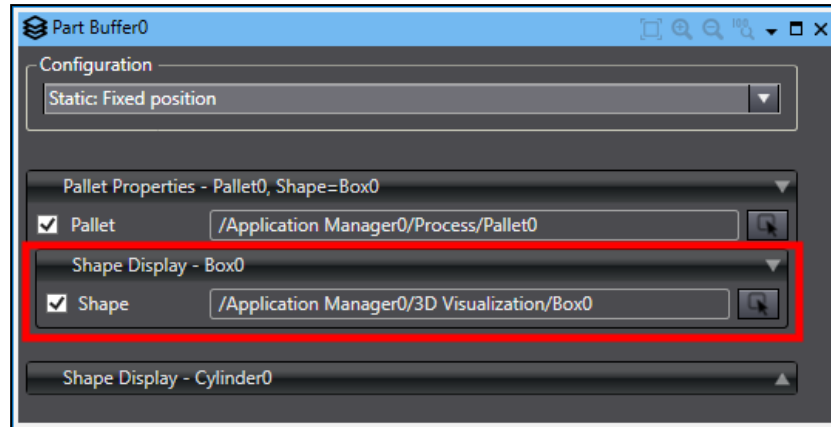 Part Buffer0
100
Configuration
Static: Fixed position
Pallet Properties - Pallet0, Shape=Box0
Pallet /Application Manager0/Process/Pallet0
Shape Display - Box0
Shape /Application Manager0/3D Visualization/Box0
Shape Display - Cylinder0